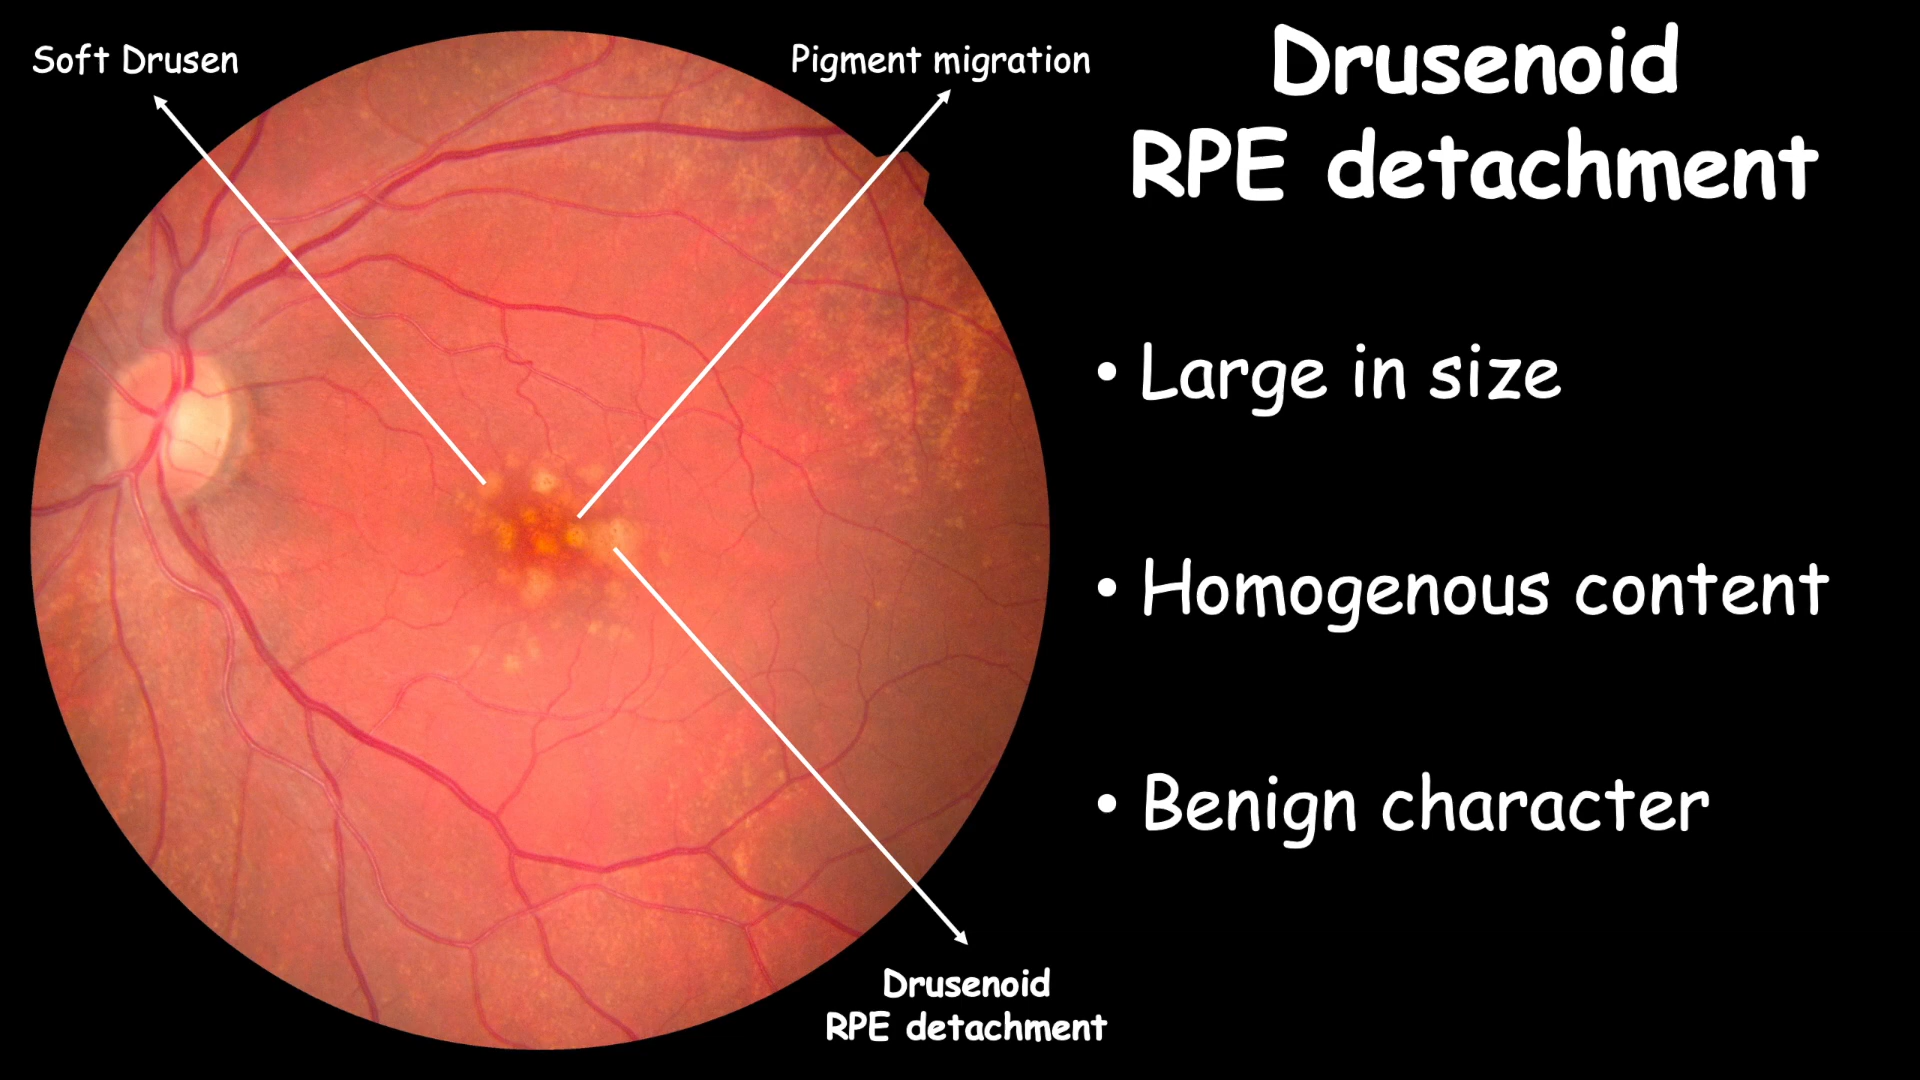 Soft Drusen
Pigment migration
Drusenoid
RPE detachment
• Large in size
• Homogenous content
• Benign character
Drusenoid
RPE detachment